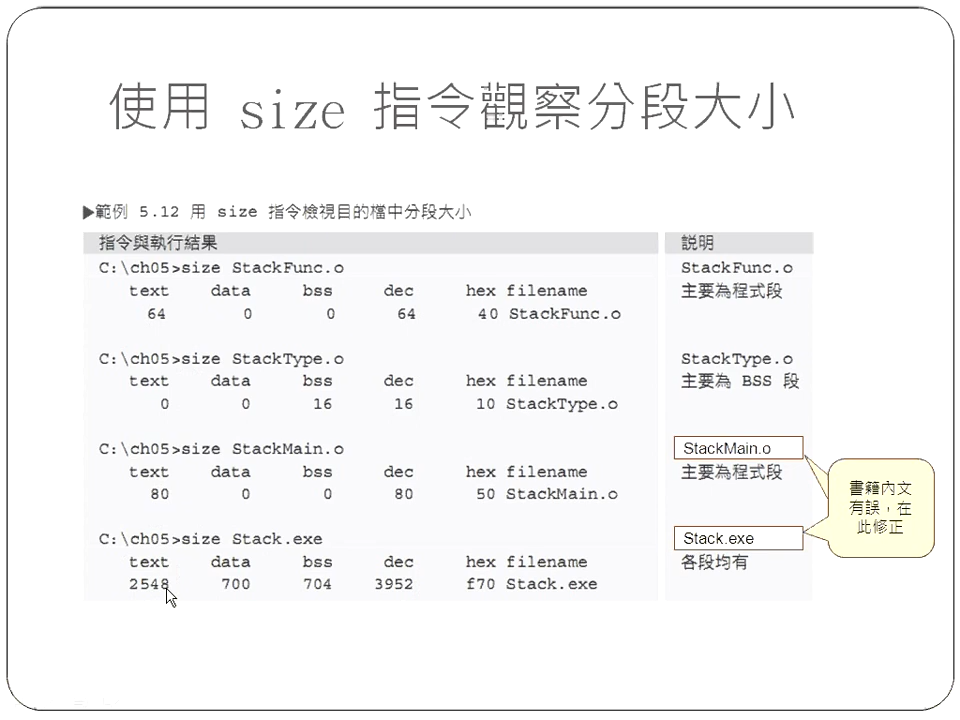 使用 size 指令觀察分段大小
▶範例 5.12 用 size 指令檢視目的檔中分段大小
指令與執行結果 說明
C:\ch05>size StackFunc.o StackFunc.o
text data bss dec hex filename 主要為程式段
64 0 0 64 40 StackFunc.o
C:\ch05>size StackType.o StackType.o
text data bss dec hex filename 主要為 BSS 段
0 0 16 16 10 StackType.o
C:\ch05>size StackMain.o StackMain.o
text data bss dec hex filename 主要為程式段
80 0 0 80 50 StackMain.o
書籍內文
有誤，在
此修正
C:\ch05>size Stack.exe Stack.exe
text data bss dec hex filename 各段均有
2548 700 704 3952 f70 Stack.exe